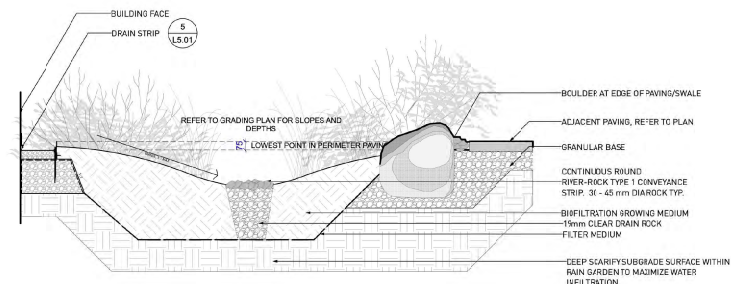 BUILDING FACE
DRAIN STRIP
5
L5.01
REFER TO GRADING PLAN FOR SLOPES AND
DEPTHS
75
LOWEST POINT IN PERIMETER PAVIN
BOULDER AT EDGE OF PAVING/SWALE
ADJACENT PAVING, REFER TO PLAN
GRANULAR BASE
CONTINUOUS ROUND
RIVER-ROCK TYPE 1 CONVEYANCE
STRIP. 30 - 45 mm DIAROCK TYP.
BIOFILTRATION GROWING MEDIUM
19mm CLEAR DRAIN ROCK
FILTER MEDIUM
DEEP SCARIFY SUBGRADE SURFACE WITHIN
RAIN GARDEN TO MAXIMIZE WATER
INFILTRATION